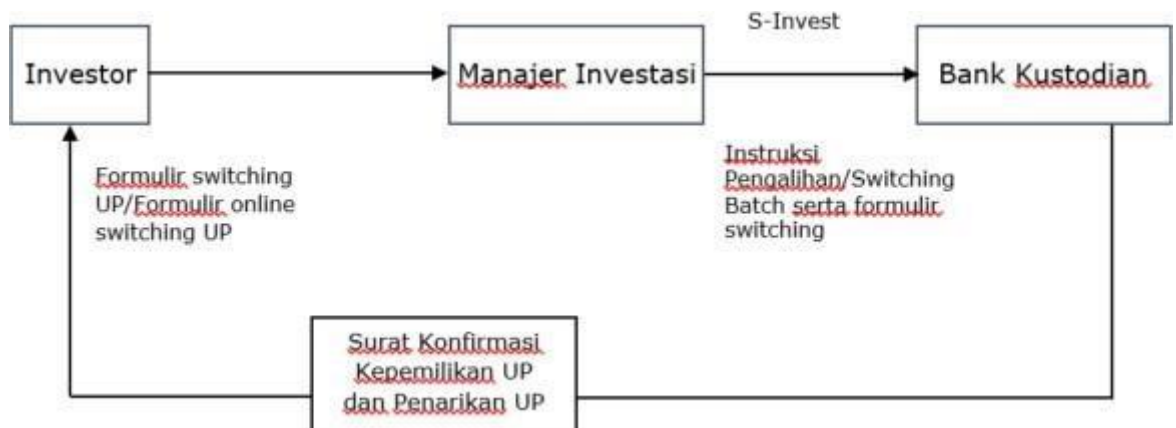 S-Invest
Investor
Manajer Investasi
Bank Kustodian
Formulir switching
UP/Formulir online
switching UP
Instruksi
Pengalihan/Switching
Batch serta formulir
switching
Surat Konfirmasi
Kepemilikan UP
dan Penarikan UP